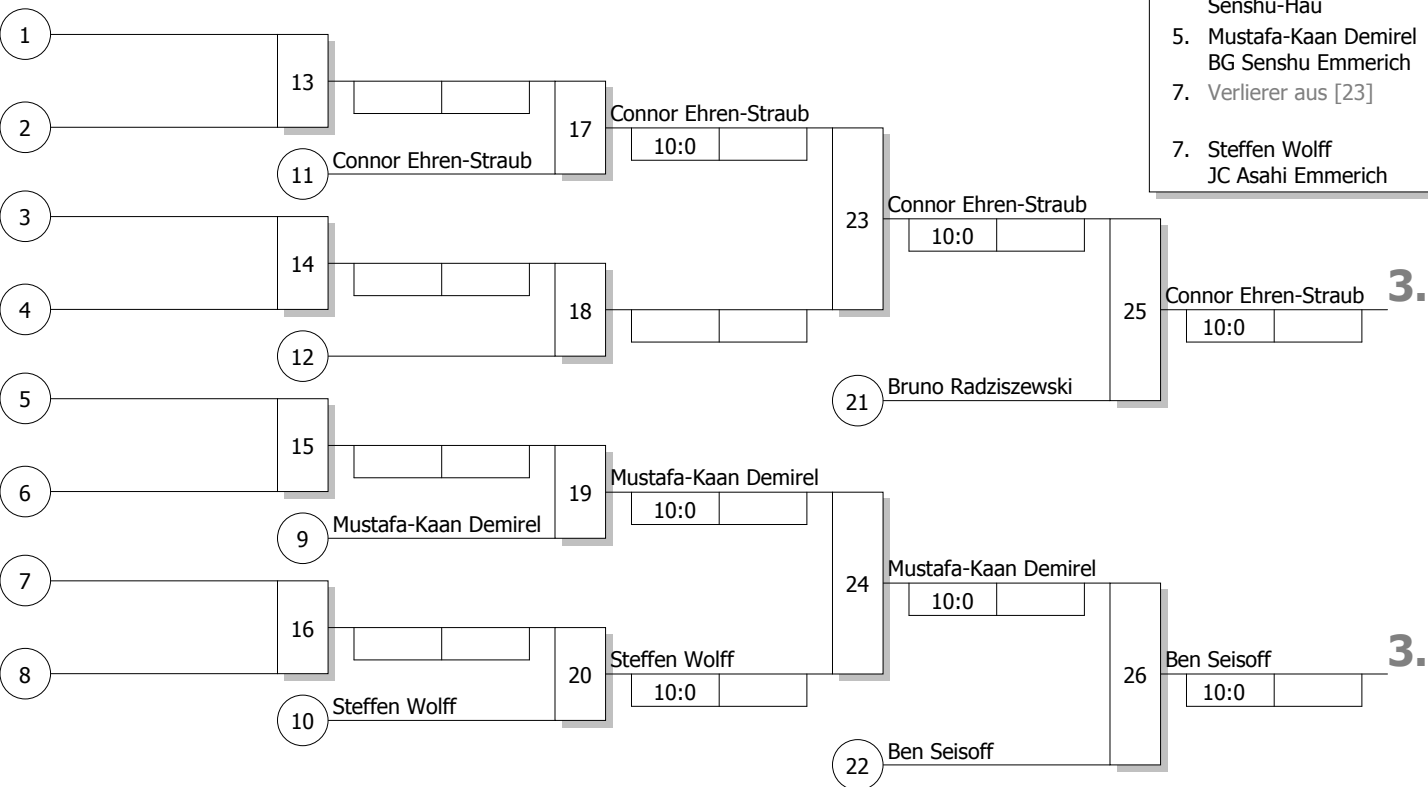 Senshu-Hau
5. Mustafa-Kaan Demirel
BG Senshu Emmerich
7. Verlierer aus [23]
7. Steffen Wolff
JC Asahi Emmerich
1
13
2
17
Connor Ehren-Straub
10:0
11
Connor Ehren-Straub
3
23
Connor Ehren-Straub
10:0
14
4
18
12
25
Connor Ehren-Straub
3.
10:0
5
21
Bruno Radziszewski
15
6
19
Mustafa-Kaan Demirel
10:0
9
Mustafa-Kaan Demirel
7
24
Mustafa-Kaan Demirel
10:0
16
8
20
Steffen Wolff
10:0
10
Steffen Wolff
26
Ben Seisoff
3.
10:0
22
Ben Seisoff